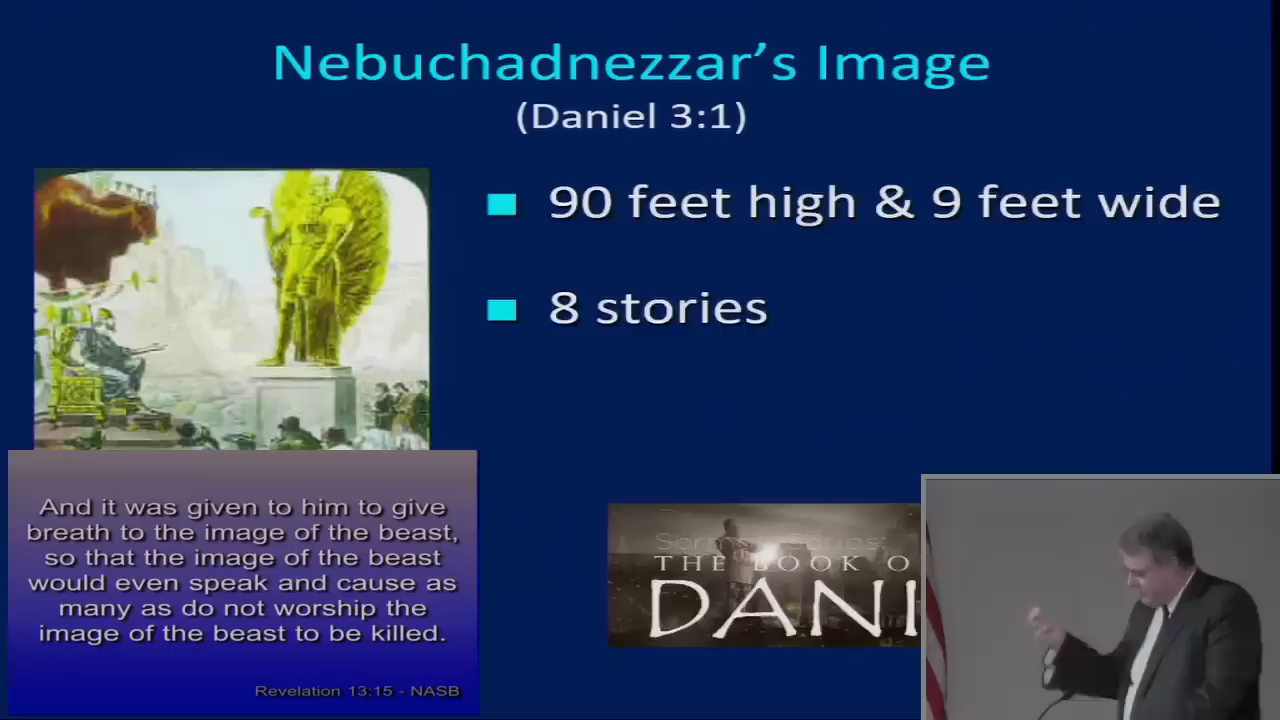 Nebuchadnezzar’s Image
(Daniel 3:1)
■ 90 feet high & 9 feet wide
■ 8 stories
And it was given to him to give
breath to the image of the beast,
so that the image of the beast
would even speak and cause as
many as do not worship the
image of the beast to be killed.
Revelation 13:15 - NASB
THE BOOK O
DANI